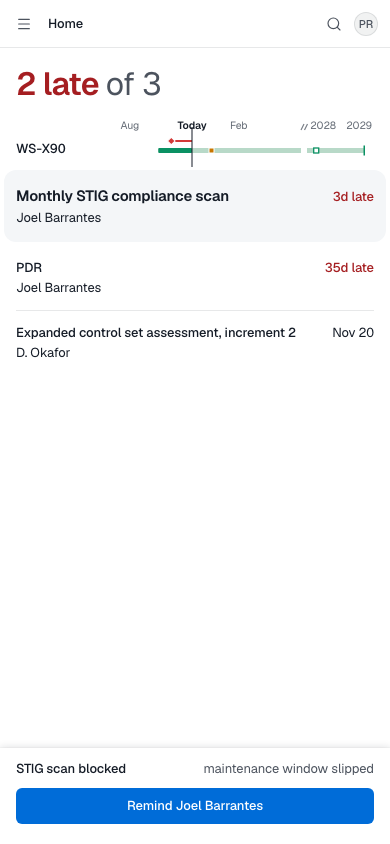 Home
PR
2 late of 3
Aug Today Feb // 2028 2029
WS-X90
Monthly STIG compliance scan 3d late
Joel Barrantes
PDR 35d late
Joel Barrantes
Expanded control set assessment, increment 2 Nov 20
D. Okafor
STIG scan blocked maintenance window slipped
Remind Joel Barrantes